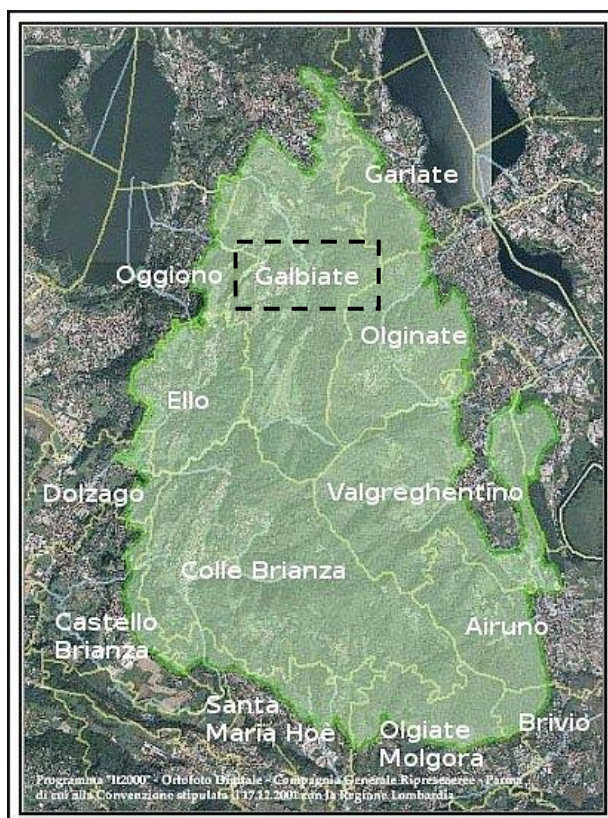 Garlate
Oggiono
Galbiate
Olginate
Ello
Dolzago
Valgreghentino
Colle Brianza
Castello
Brianza
Airuno
Santa
Maria Hoe
Olgiate
Molgora
Brivio
Programma "It2000" - Ortofoto Digitale - Compagnia Generale Ripreseaeree - Parma
di cui alla Convenzione stipulata il 17.12.2001 con la Regione Lombardia